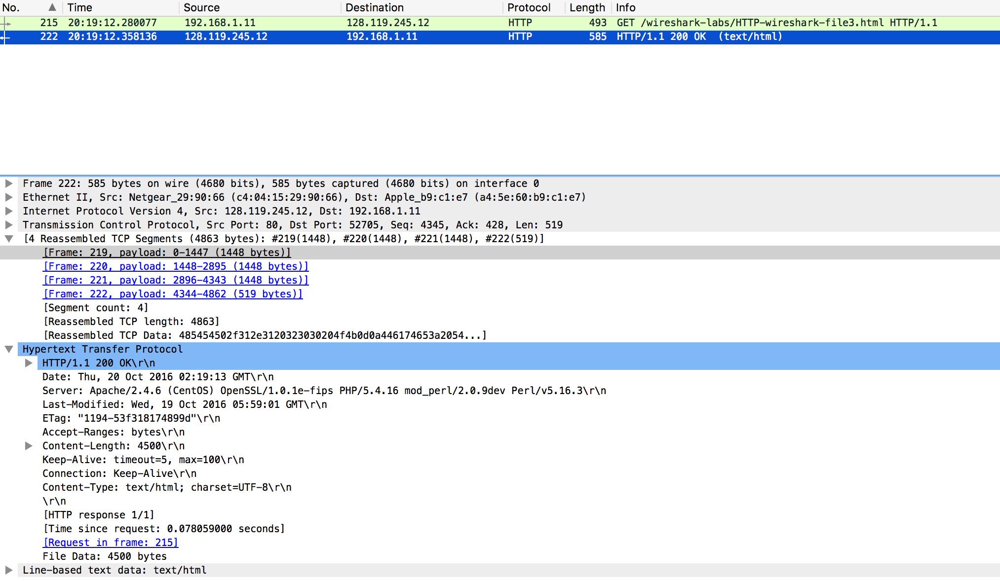 No. Time Source Destination Protocol Length Info
215 20:19:12.280077 192.168.1.11 128.119.245.12 HTTP 493 GET /wireshark-labs/HTTP-wireshark-file3.html HTTP/1.1
222 20:19:12.358136 128.119.245.12 192.168.1.11 HTTP 585 HTTP/1.1 200 OK (text/html)
Frame 222: 585 bytes on wire (4680 bits), 585 bytes captured (4680 bits) on interface 0
Ethernet II, Src: Netgear_29:90:66 (c4:04:15:29:90:66), Dst: Apple_b9:c1:e7 (a4:5e:60:b9:c1:e7)
Internet Protocol Version 4, Src: 128.119.245.12, Dst: 192.168.1.11
Transmission Control Protocol, Src Port: 80, Dst Port: 52705, Seq: 4345, Ack: 428, Len: 519
[4 Reassembled TCP Segments (4863 bytes): #219(1448), #220(1448), #221(1448), #222(519)]
[Frame: 219, payload: 0-1447 (1448 bytes)]
[Frame: 220, payload: 1448-2895 (1448 bytes)]
[Frame: 221, payload: 2896-4343 (1448 bytes)]
[Frame: 222, payload: 4344-4862 (519 bytes)]
[Segment count: 4]
[Reassembled TCP length: 4863]
[Reassembled TCP Data: 485454502f312e3120323030204f4b0d0a446174653a2054...]
Hypertext Transfer Protocol
HTTP/1.1 200 OK\r\n
Date: Thu, 20 Oct 2016 02:19:13 GMT\r\n
Server: Apache/2.4.6 (CentOS) OpenSSL/1.0.1e-fips PHP/5.4.16 mod_perl/2.0.9dev Perl/v5.16.3\r\n
Last-Modified: Wed, 19 Oct 2016 05:59:01 GMT\r\n
ETag: "1194-53f318174899d"\r\n
Accept-Ranges: bytes\r\n
Content-Length: 4500\r\n
Keep-Alive: timeout=5, max=100\r\n
Connection: Keep-Alive\r\n
Content-Type: text/html; charset=UTF-8\r\n
\r\n
[HTTP response 1/1]
[Time since request: 0.078059000 seconds]
[Request in frame: 215]
File Data: 4500 bytes
Line-based text data: text/html